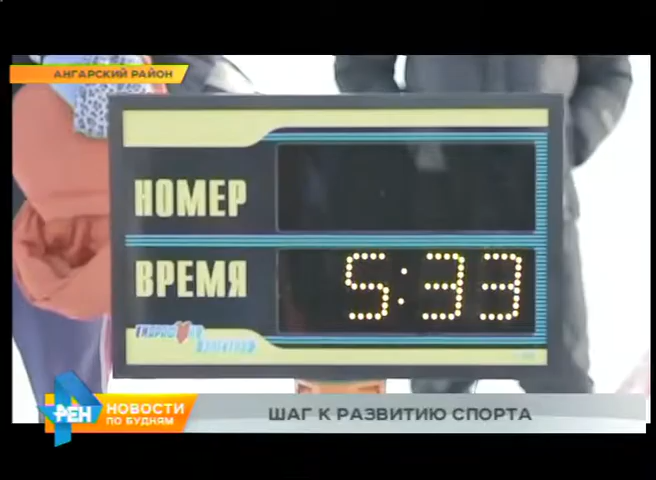 АНГАРСКИЙ РАЙОН
НОМЕР
ВРЕМЯ 5:33
РЕН НОВОСТИ
ПО БУДНЯМ
ШАГ К РАЗВИТИЮ СПОРТА